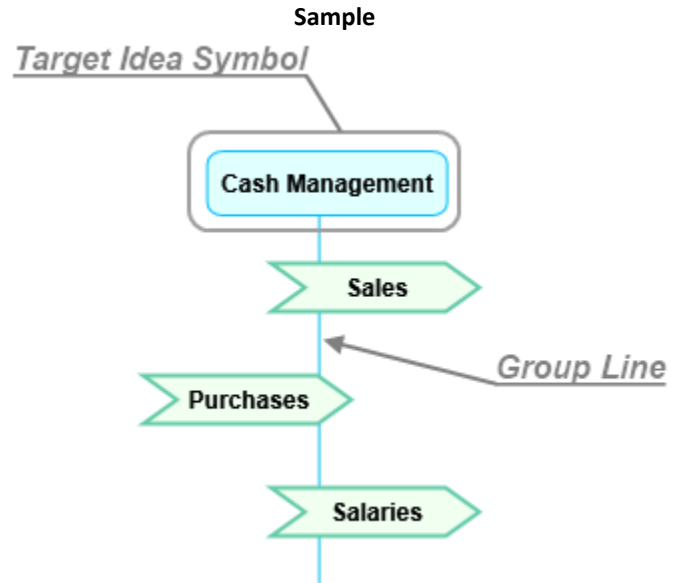 Sample
Target Idea Symbol
Cash Management
Sales
Group Line
Purchases
Salaries